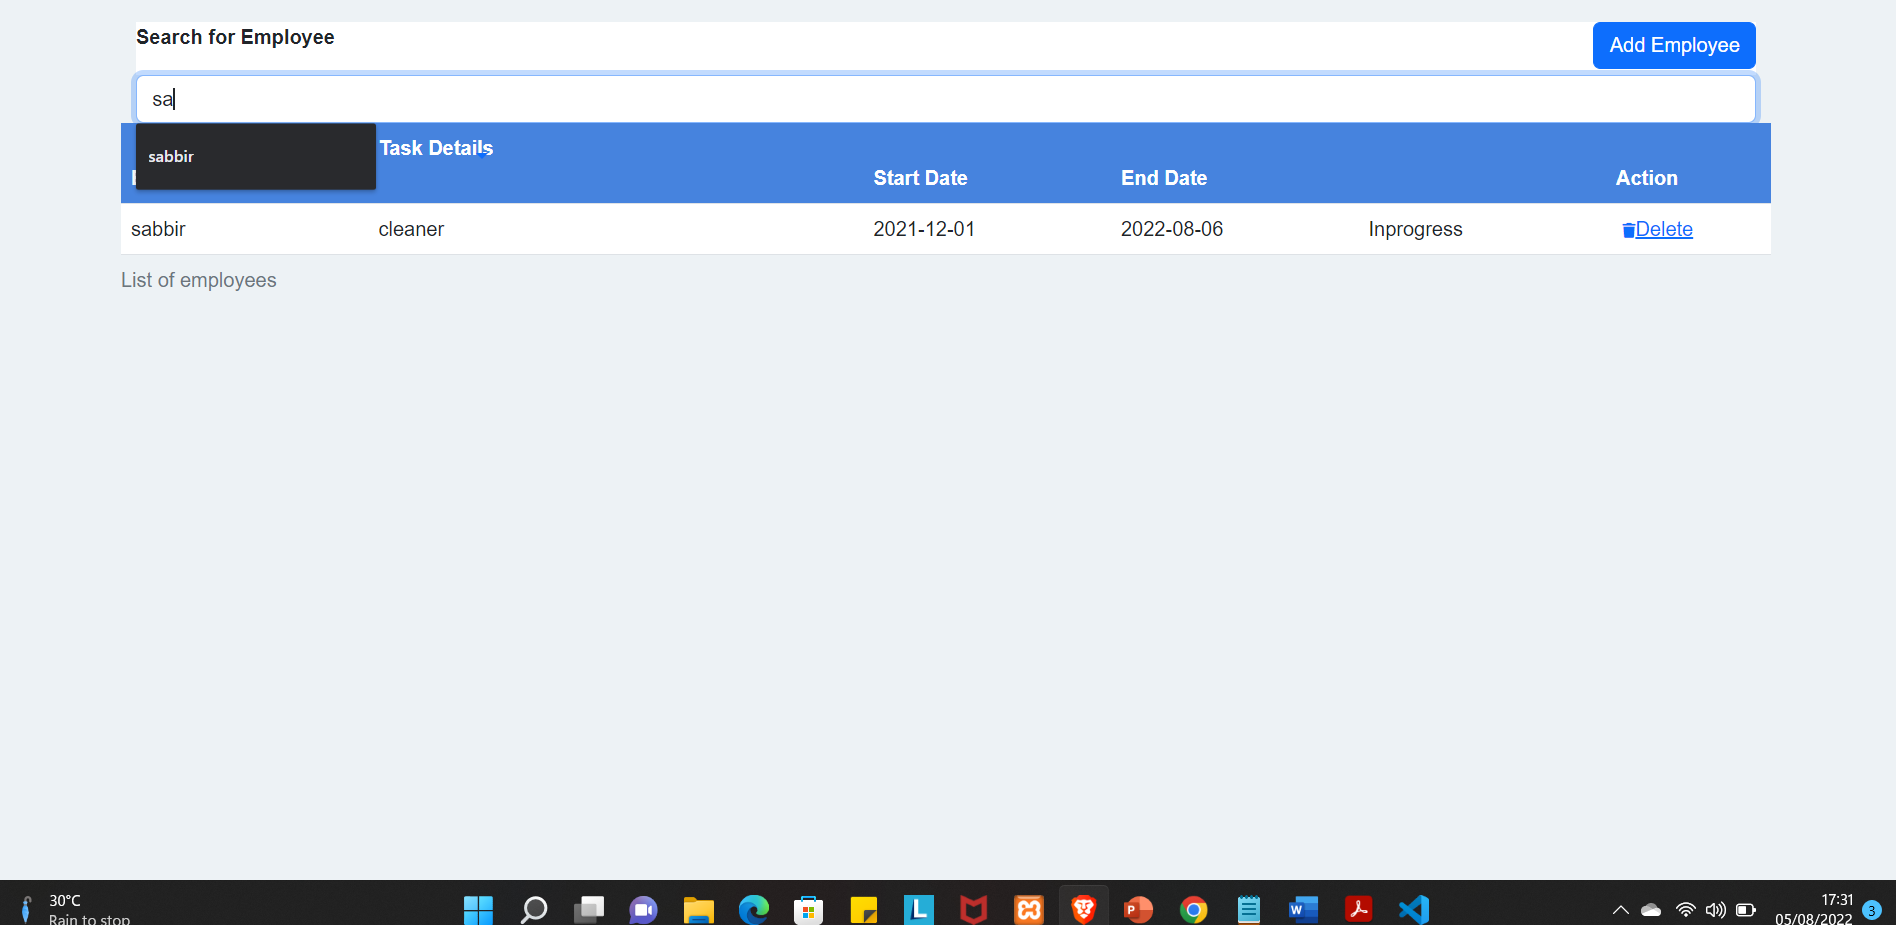 Search for Employee
Add Employee
sa
sabbir
Task Details
Start Date End Date Action
sabbir cleaner 2021-12-01 2022-08-06 Inprogress Delete
List of employees
30°C
Rain to stop
17:31
05/08/2022
3